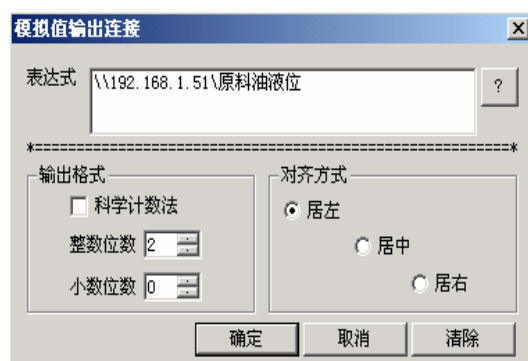 模拟值输出连接
表达式
\\192.168.1.51\原料油液位
?
*=====================================================*
输出格式
科学计数法
整数位数 2
小数位数 0
对齐方式
居左
居中
居右
确定 取消 清除